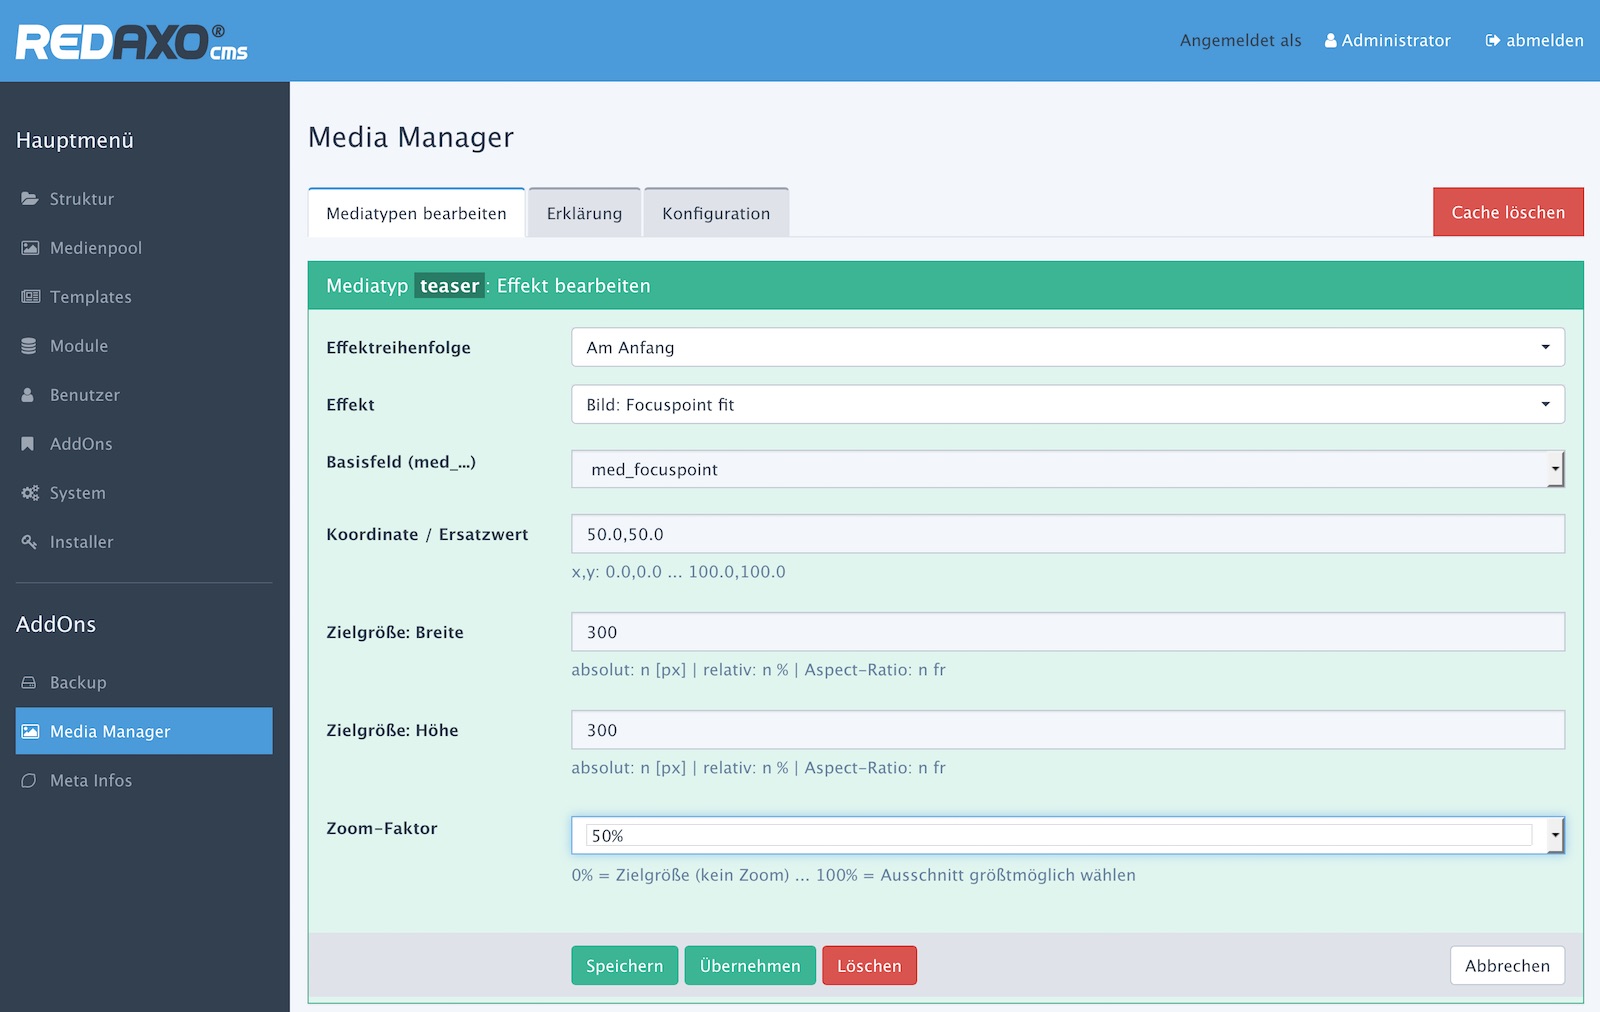 REDAXO® cms
Angemeldet als Administrator abmelden
Hauptmenü
Struktur
Medienpool
Templates
Module
Benutzer
AddOns
System
Installer
AddOns
Backup
Media Manager
Meta Infos
Media Manager
Mediatypen bearbeiten Erklärung Konfiguration Cache löschen
Mediatyp teaser : Effekt bearbeiten
Effektreihenfolge Am Anfang
Effekt Bild: Focuspoint fit
Basisfeld (med_...) med_focuspoint
Koordinate / Ersatzwert 50.0,50.0
x,y: 0.0,0.0 ... 100.0,100.0
Zielgröße: Breite 300
absolut: n [px] | relativ: n % | Aspect-Ratio: n fr
Zielgröße: Höhe 300
absolut: n [px] | relativ: n % | Aspect-Ratio: n fr
Zoom-Faktor 50%
0% = Zielgröße (kein Zoom) ... 100% = Ausschnitt größtmöglich wählen
Speichern Übernehmen Löschen Abbrechen